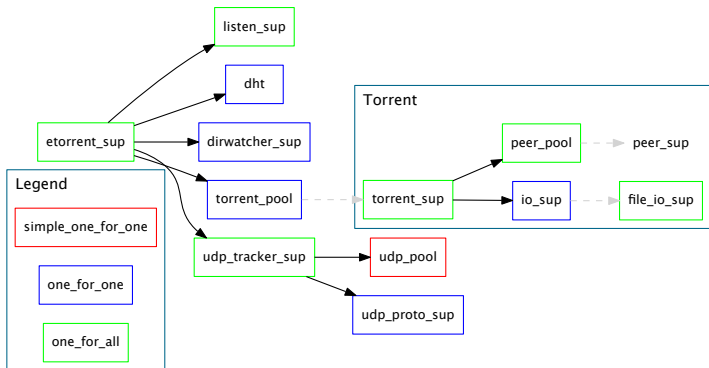 listen_sup
dht
Torrent
etorrent_sup
dirwatcher_sup
peer_pool
peer_sup
Legend
torrent_pool
torrent_sup
io_sup
file_io_sup
simple_one_for_one
udp_tracker_sup
udp_pool
one_for_one
udp_proto_sup
one_for_all